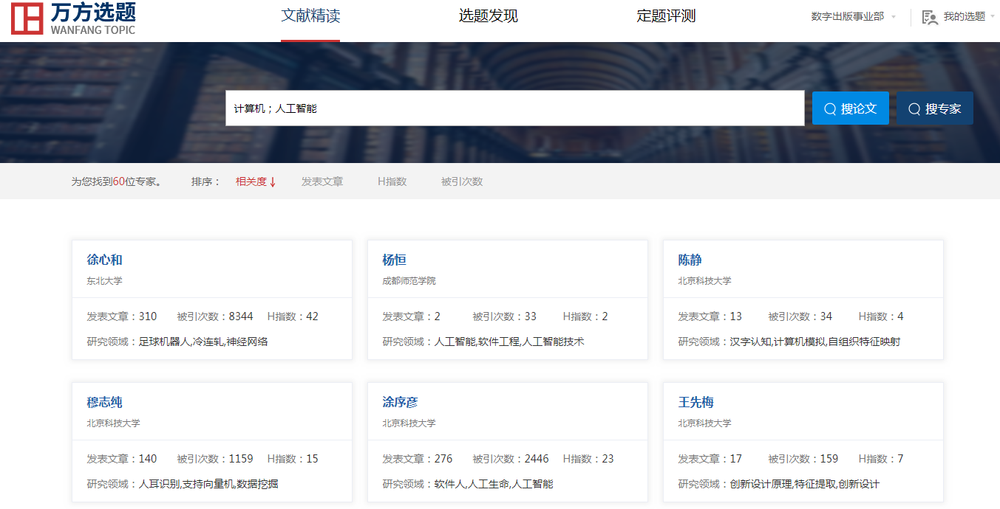 万方选题
WANFANG TOPIC
文献精读 选题发现 定题评测 数字出版事业部 我的选题
计算机；人工智能 搜论文 搜专家
为您找到60位专家。 排序： 相关度↓ 发表文章 H指数 被引次数
徐心和 杨恒 陈静
东北大学 成都师范学院 北京科技大学
发表文章：310 被引次数：8344 H指数：42 发表文章：2 被引次数：33 H指数：2 发表文章：13 被引次数：34 H指数：4
研究领域：足球机器人,冷连轧,神经网络 研究领域：人工智能,软件工程,人工智能技术 研究领域：汉字认知,计算机模拟,自组织特征映射
穆志纯 涂序彦 王先梅
北京科技大学 北京科技大学 北京科技大学
发表文章：140 被引次数：1159 H指数：15 发表文章：276 被引次数：2446 H指数：23 发表文章：17 被引次数：159 H指数：7
研究领域：人耳识别,支持向量机,数据挖掘 研究领域：软件人,人工生命,人工智能 研究领域：创新设计原理,特征提取,创新设计